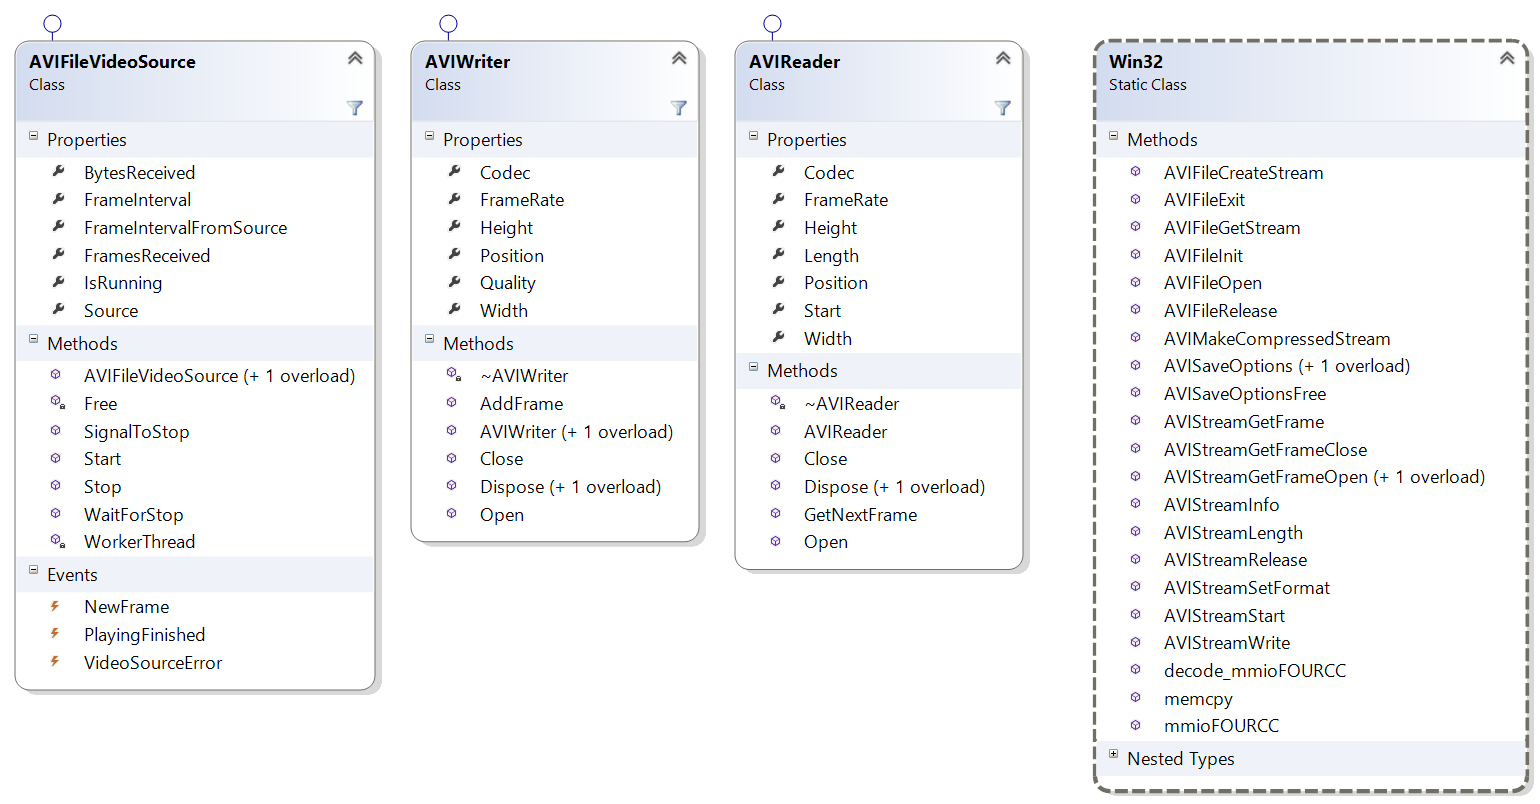 AVIFileVideoSource
Class
Properties
BytesReceived
FrameInterval
FrameIntervalFromSource
FramesReceived
IsRunning
Source
Methods
AVIFileVideoSource (+ 1 overload)
Free
SignalToStop
Start
Stop
WaitForStop
WorkerThread
Events
NewFrame
PlayingFinished
VideoSourceError
AVIWriter
Class
Properties
Codec
FrameRate
Height
Position
Quality
Width
Methods
~AVIWriter
AddFrame
AVIWriter (+ 1 overload)
Close
Dispose (+ 1 overload)
Open
AVIReader
Class
Properties
Codec
FrameRate
Height
Length
Position
Start
Width
Methods
~AVIReader
AVIReader
Close
Dispose (+ 1 overload)
GetNextFrame
Open
Win32
Static Class
Methods
AVIFileCreateStream
AVIFileExit
AVIFileGetStream
AVIFileInit
AVIFileOpen
AVIFileRelease
AVIMakeCompressedStream
AVISaveOptions (+ 1 overload)
AVISaveOptionsFree
AVIStreamGetFrame
AVIStreamGetFrameClose
AVIStreamGetFrameOpen (+ 1 overload)
AVIStreamInfo
AVIStreamLength
AVIStreamRelease
AVIStreamSetFormat
AVIStreamStart
AVIStreamWrite
decode_mmioFOURCC
memcpy
mmioFOURCC
Nested Types